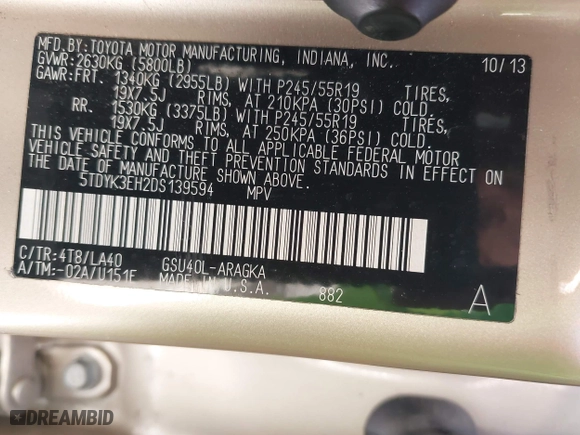 MFD.BY:TOYOTA MOTOR MANUFACTURING, INDIANA, INC.
GVWR:2630KG (5800LB) 10/13
GAWR:FRT. 1340KG (2955LB) WITH P245/55R19 TIRES,
19X7.5J RIMS, AT 210KPA (30PSI) COLD.
RR. 1530KG (3375LB) WITH P245/55R19 TIRES,
19X7.5J RIMS, AT 250KPA (36PSI) COLD.
THIS VEHICLE CONFORMS TO ALL APPLICABLE FEDERAL MOTOR
VEHICLE SAFETY AND THEFT PREVENTION STANDARDS IN EFFECT ON
THE DATE OF MANUFACTURE SHOWN ABOVE.
5TDYK3EH2DS139594 MPV
C/TR:4T8/LA40 GSU40L-ARAGKA
A/TM:-02A/U151F MADE IN U.S.A. 882 A
DREAMBID